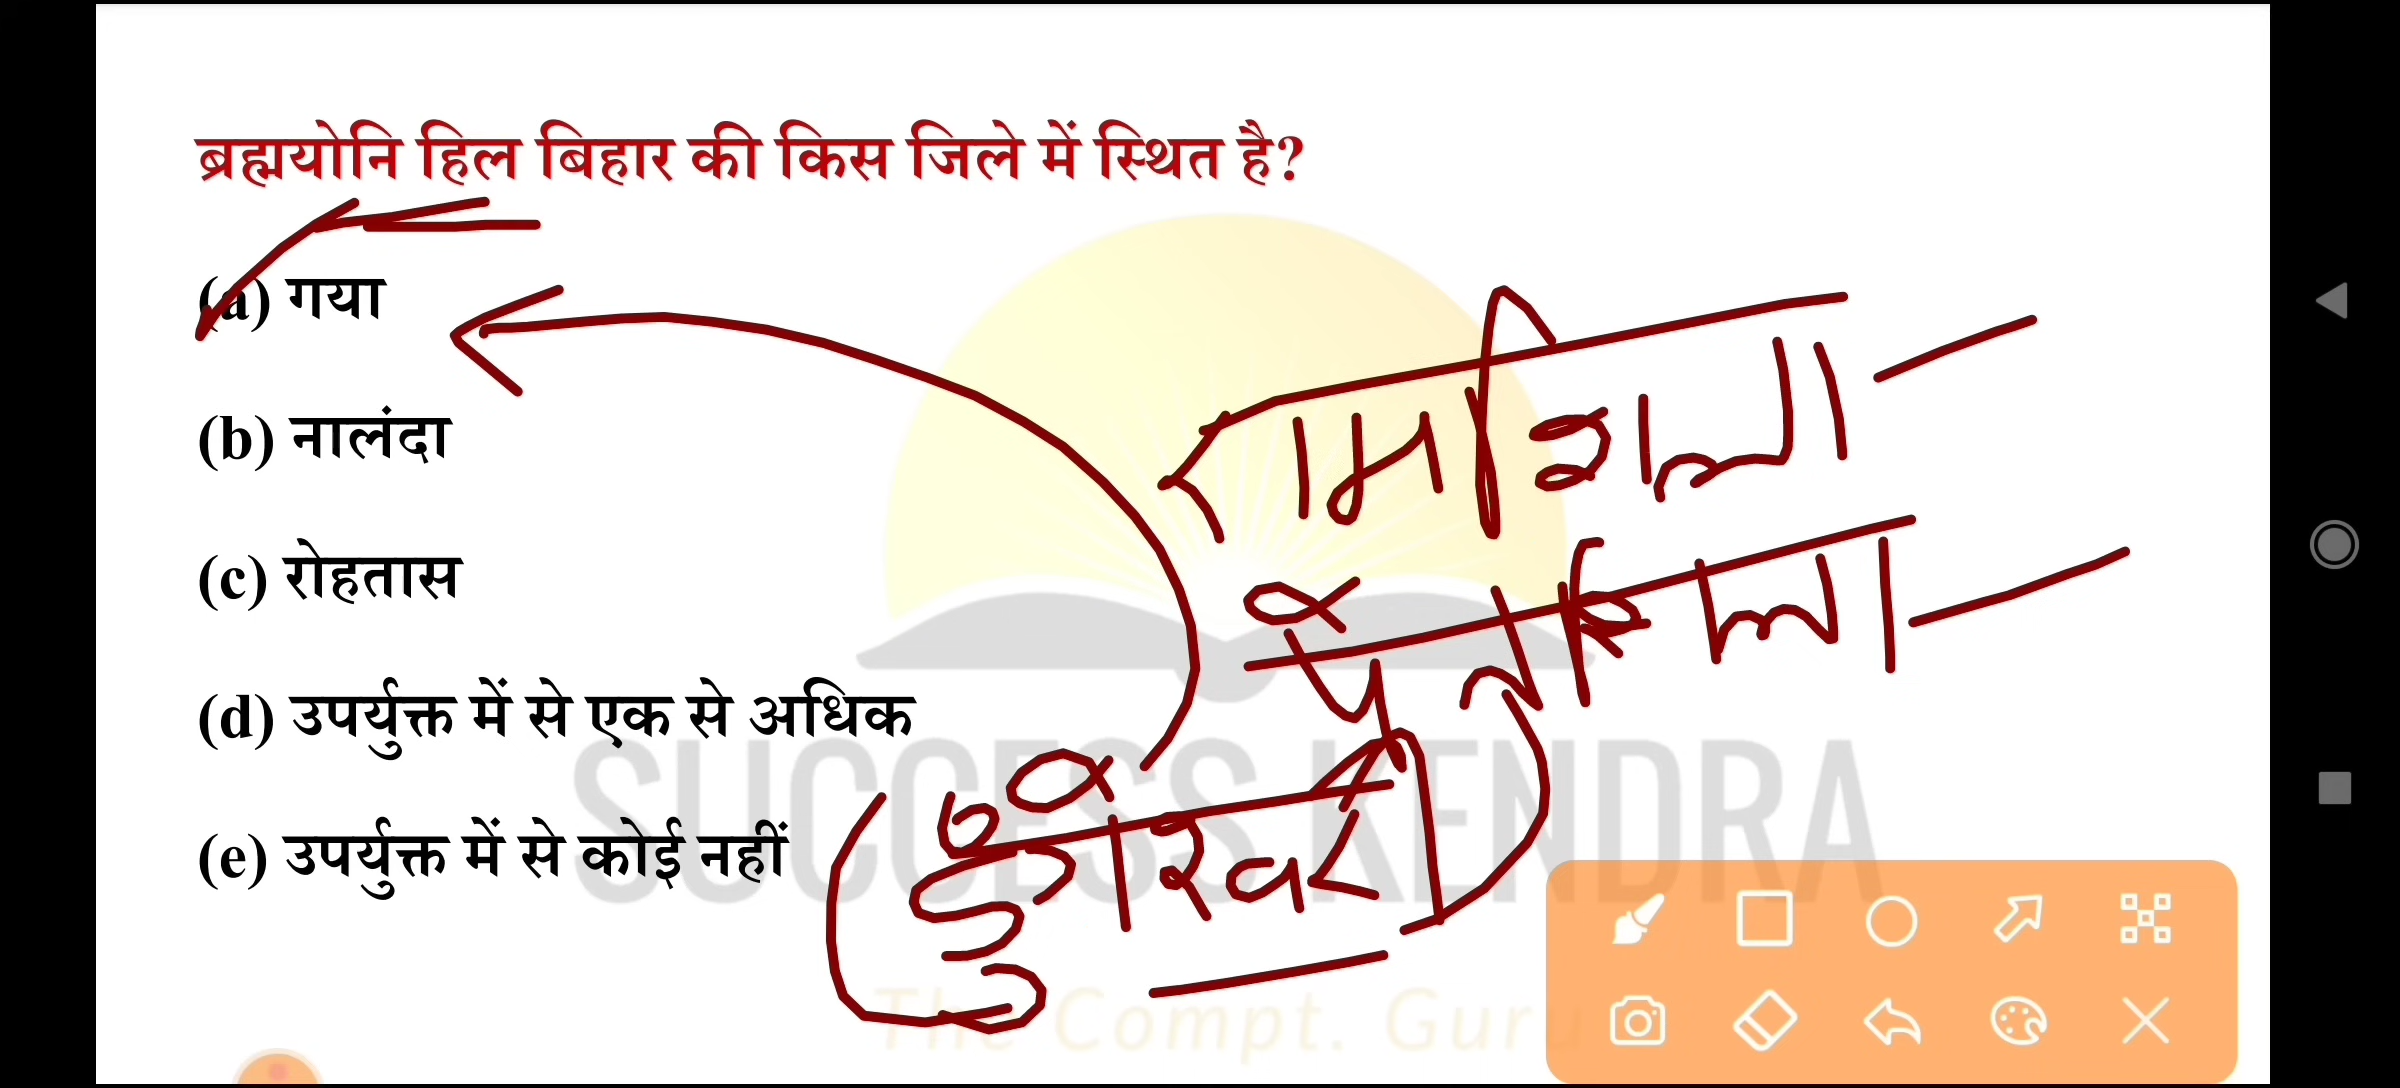 ब्रह्मयोनि हिल बिहार की किस जिले में स्थित है?
(a) गया
(b) नालंदा
(c) रोहतास
(d) उपर्युक्त में से एक से अधिक
(e) उपर्युक्त में से कोई नहीं
SUCCESS KENDRA
The Compt. Guru